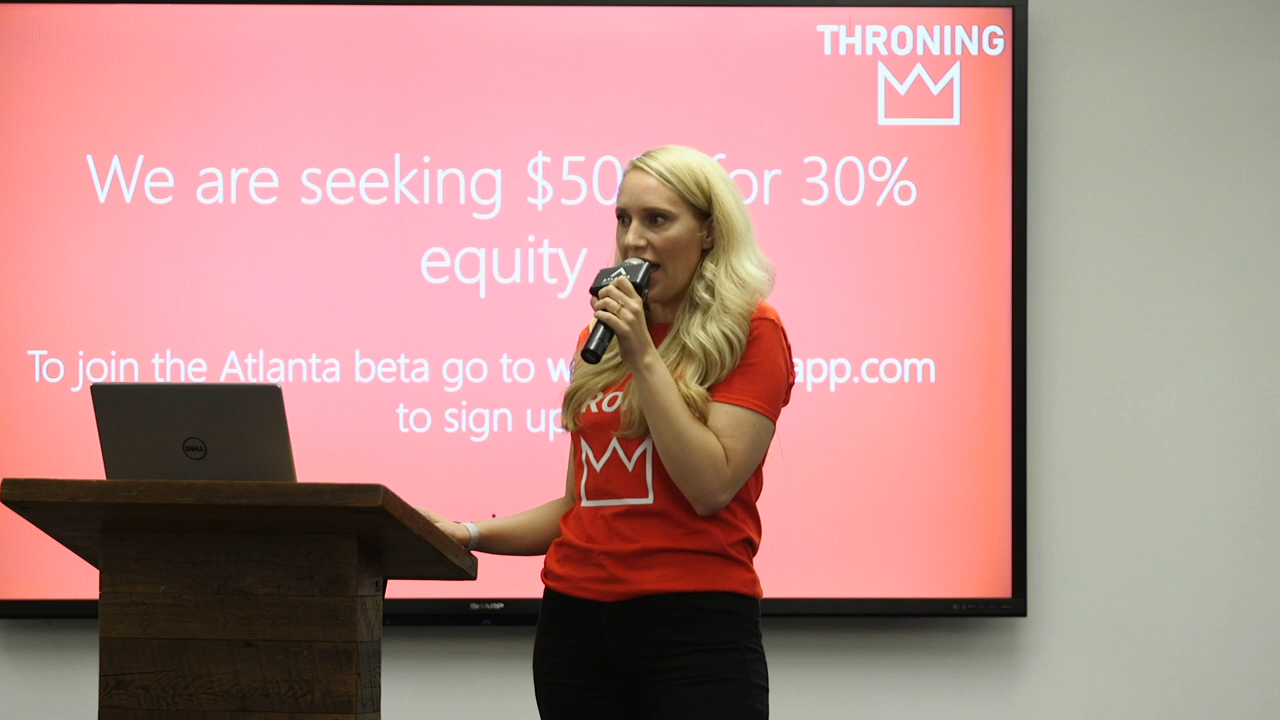 THRONING
We are seeking $50 for 30%
equity
To join the Atlanta beta go to app.com
to sign up
DELL
SHARP